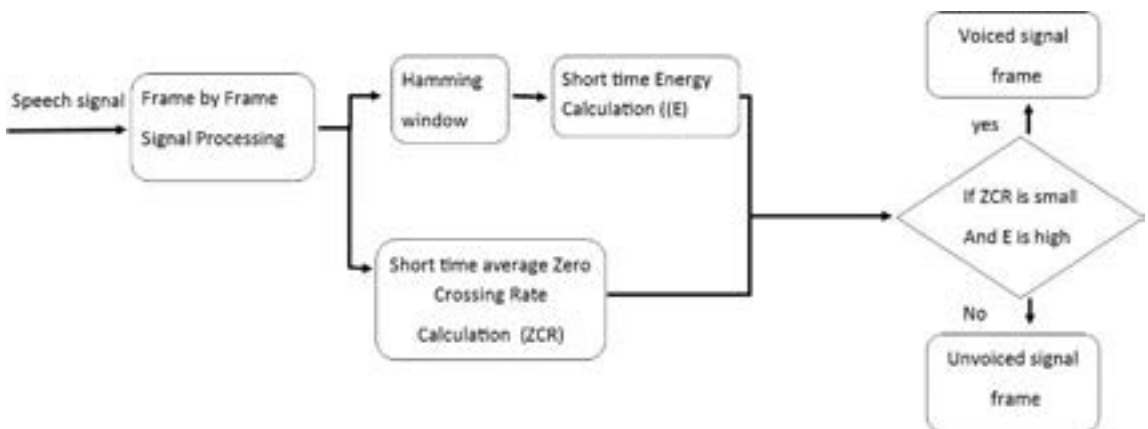 Speech signal
Frame by Frame
Signal Processing
Hamming
window
Short time Energy
Calculation ((E)
Short time average Zero
Crossing Rate
Calculation (ZCR)
Voiced signal
frame
yes
If ZCR is small
And E is high
No
Unvoiced signal
frame